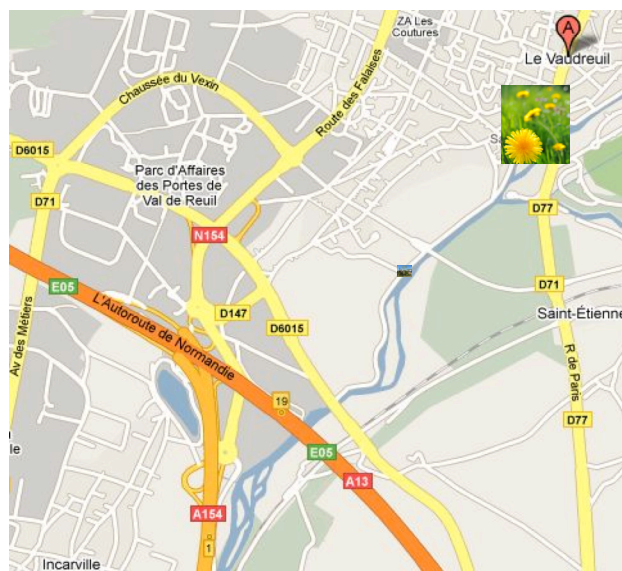 ZA Les
Coutures
A
Le Vaudreuil
Chaussée du Vexin
Route des Falaises
D6015
Parc d'Affaires
des Portes de
Val de Reuil
D71
D77
N154
E05
L'Autoroute de Normandie
D147
D6015
D71
Saint-Étienne
Av des Métiers
R de Paris
19
D77
E05
A13
A154
1
Incarville